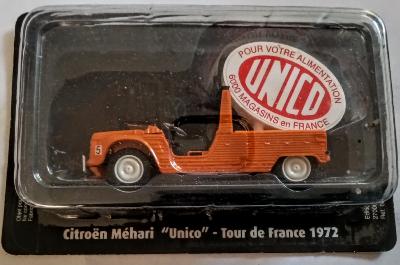 POUR VOTRE ALIMENTATION
UNICO
6000 MAGASINS en FRANCE
5
Citroën Méhari “Unico” - Tour de France 1972